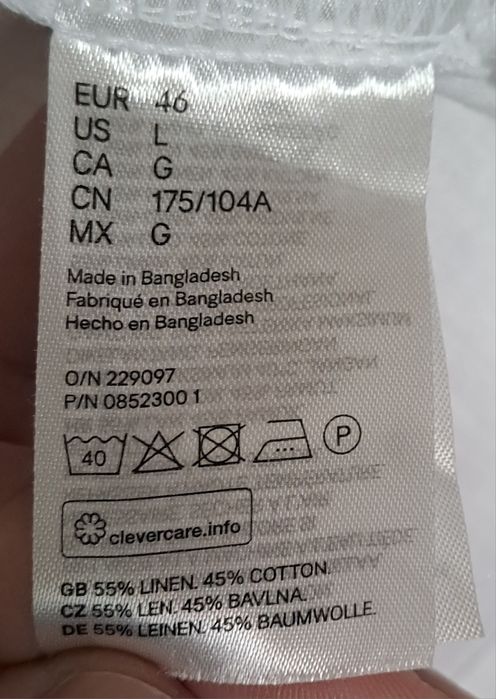 EUR 46
US L
CA G
CN 175/104A
MX G
Made in Bangladesh
Fabriqué en Bangladesh
Hecho en Bangladesh
O/N 229097
P/N 0852300 1
40 P
clevercare.info
GB 55% LINEN. 45% COTTON.
CZ 55% LEN. 45% BAVLNA.
DE 55% LEINEN. 45% BAUMWOLLE.